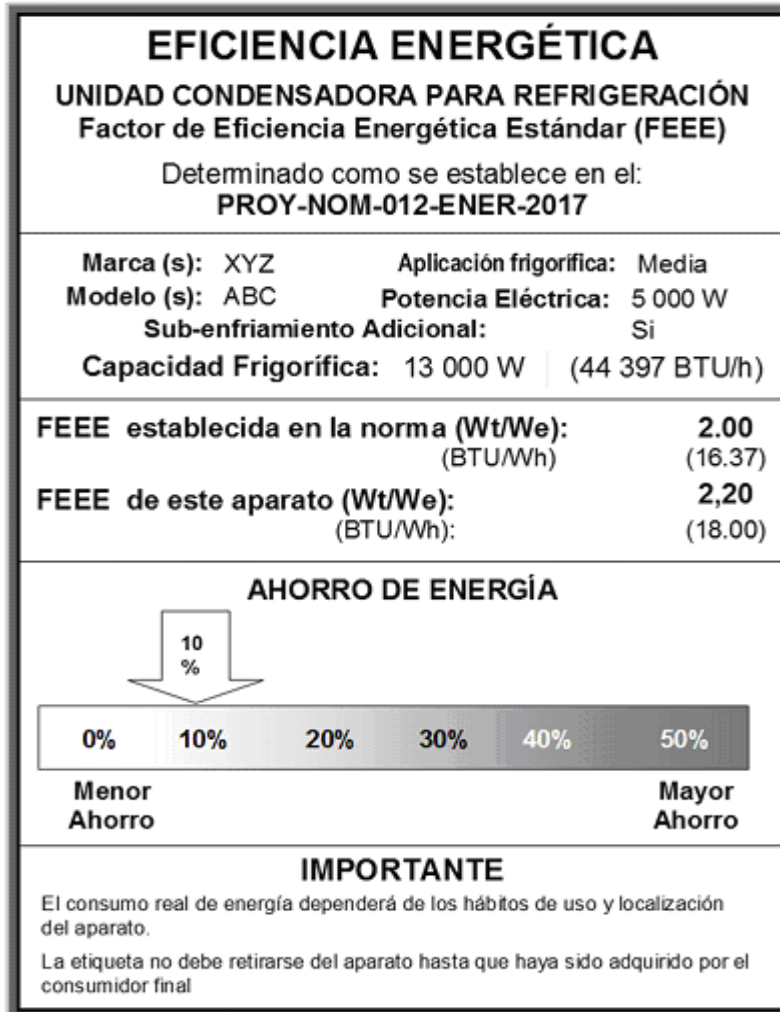 EFICIENCIA ENERGÉTICA
UNIDAD CONDENSADORA PARA REFRIGERACIÓN
Factor de Eficiencia Energética Estándar (FEEE)
Determinado como se establece en el:
PROY-NOM-012-ENER-2017
Marca (s): XYZ Aplicación frigorífica: Media
Modelo (s): ABC Potencia Eléctrica: 5 000 W
Sub-enfriamiento Adicional: Si
Capacidad Frigorífica: 13 000 W (44 397 BTU/h)
FEEE establecida en la norma (Wt/We): 2.00
(BTU/Wh) (16.37)
FEEE de este aparato (Wt/We): 2,20
(BTU/Wh): (18.00)
AHORRO DE ENERGÍA
10
%
0% 10% 20% 30% 40% 50%
Menor Mayor
Ahorro Ahorro
IMPORTANTE
El consumo real de energía dependerá de los hábitos de uso y localización
del aparato.
La etiqueta no debe retirarse del aparato hasta que haya sido adquirido por el
consumidor final